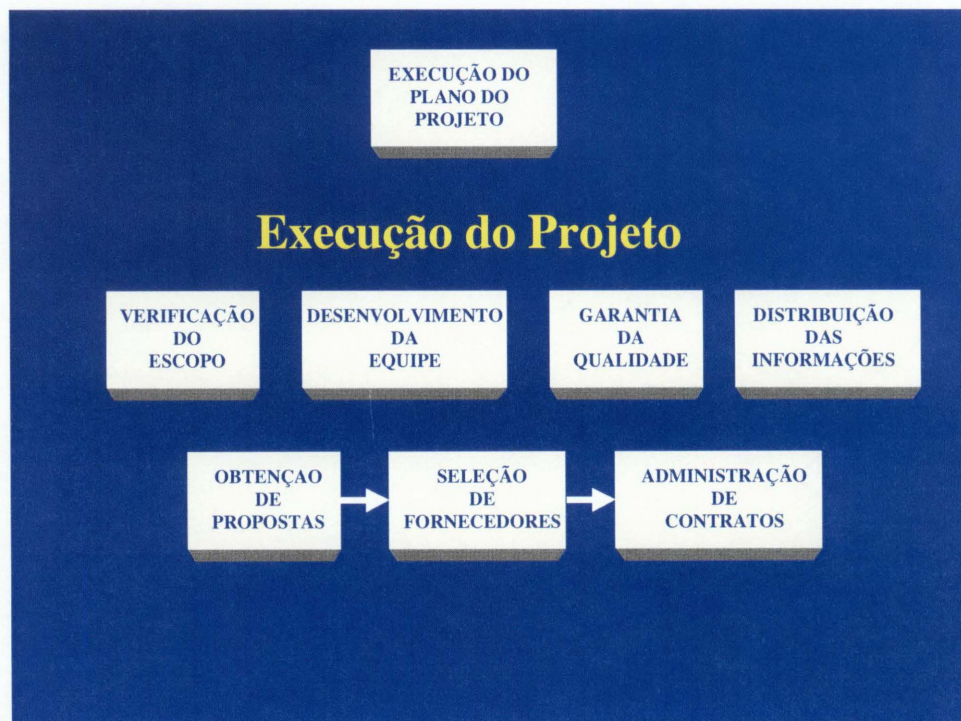 EXECUÇÃO DO
PLANO DO
PROJETO
Execução do Projeto
VERIFICAÇÃO
DO
ESCOPO
DESENVOLVIMENTO
DA
EQUIPE
GARANTIA
DA
QUALIDADE
DISTRIBUIÇÃO
DAS
INFORMAÇÕES
OBTENÇAO
DE
PROPOSTAS
SELEÇÃO
DE
FORNECEDORES
ADMINISTRAÇÃO
DE
CONTRATOS